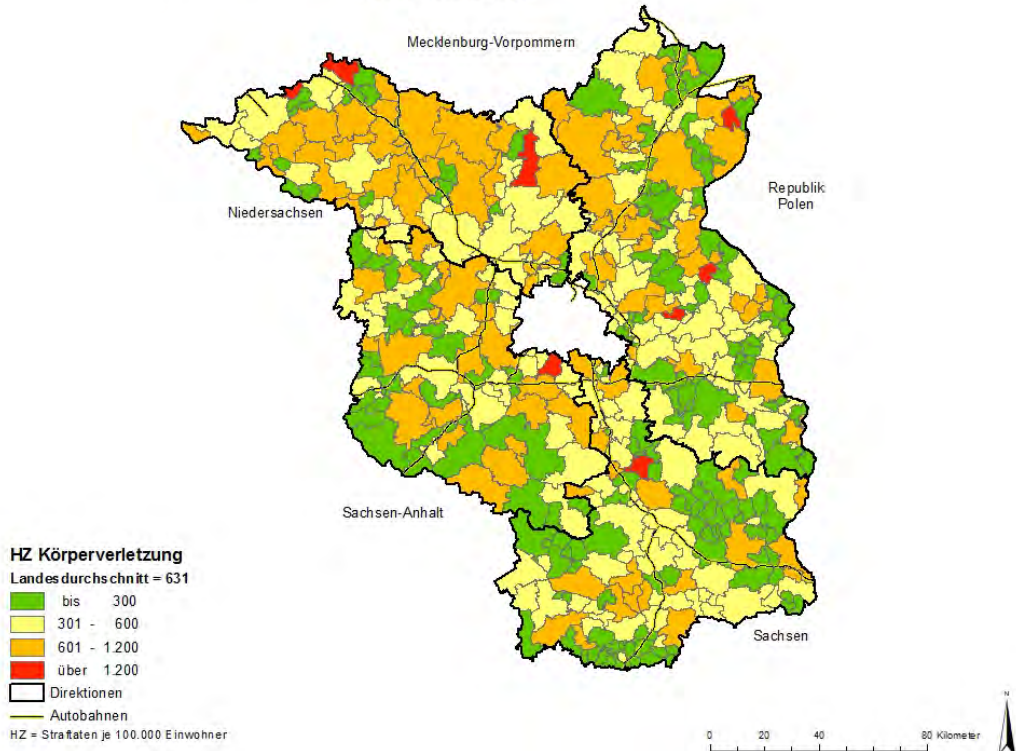 Mecklenburg-Vorpommern
Republik
Polen
Niedersachsen
Sachsen-Anhalt
Sachsen
HZ Körperverletzung
Landesdurchschnitt = 631
bis 300
301 - 600
601 - 1.200
über 1.200
Direktionen
Autobahnen
HZ = Straftaten je 100.000 Einwohner
N
0 20 40 80 Kilometer